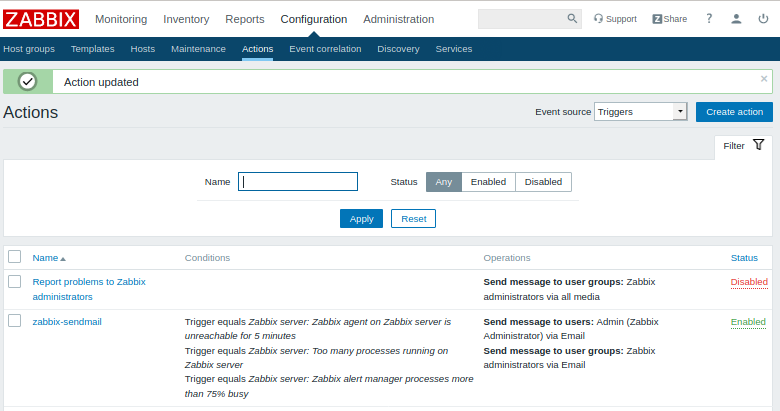 ZABBIX Monitoring Inventory Reports Configuration Administration Support Z Share ?
Host groups Templates Hosts Maintenance Actions Event correlation Discovery Services
Action updated ×
Actions Event source Triggers Create action
Filter
Name Status Any Enabled Disabled
Apply Reset
Name Conditions Operations Status
Report problems to Zabbix Send message to user groups: Zabbix Disabled
administrators administrators via all media
zabbix-sendmail Trigger equals Zabbix server: Zabbix agent on Zabbix server is Send message to users: Admin (Zabbix Enabled
unreachable for 5 minutes Administrator) via Email
Trigger equals Zabbix server: Too many processes running on Send message to user groups: Zabbix
Zabbix server administrators via Email
Trigger equals Zabbix server: Zabbix alert manager processes more
than 75% busy